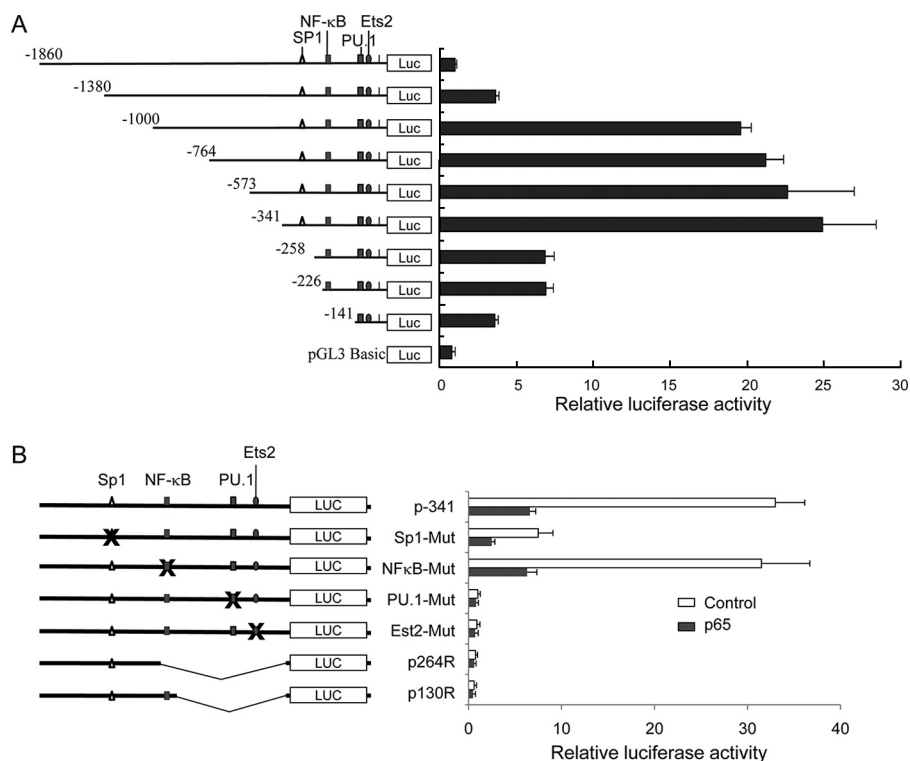 A
NF-κB Ets2
SP1 PU.1
-1860 Luc
-1380 Luc
-1000 Luc
-764 Luc
-573 Luc
-341 Luc
-258 Luc
-226 Luc
-141 Luc
pGL3 Basic Luc
0 5 10 15 20 25 30
Relative luciferase activity
B
Ets2
Sp1 NF-κB PU.1
LUC p-341
LUC Sp1-Mut
LUC NFκB-Mut
LUC PU.1-Mut
LUC Est2-Mut
LUC p264R
LUC p130R
Control
p65
0 10 20 30 40
Relative luciferase activity